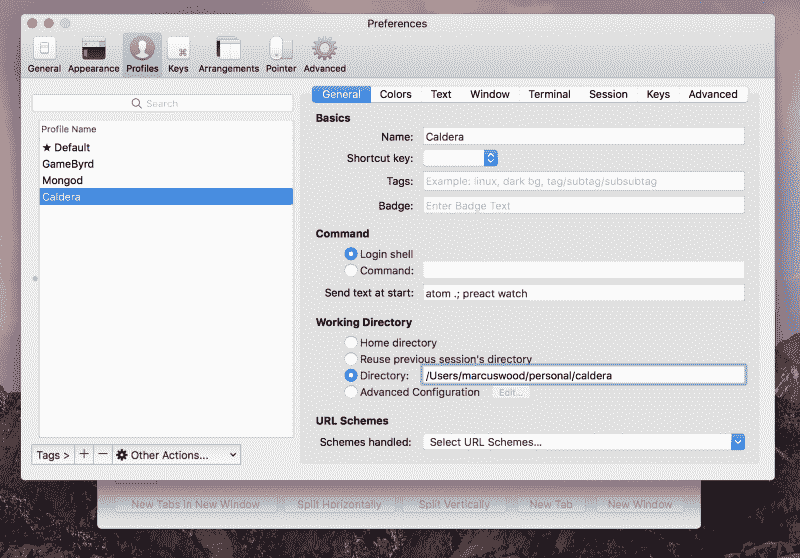 Preferences
General Appearance Profiles Keys Arrangements Pointer Advanced
Search
Profile Name
★ Default
GameByrd
Mongod
Caldera
Tags > + − Other Actions...
General Colors Text Window Terminal Session Keys Advanced
Basics
Name: Caldera
Shortcut key:
Tags: Example: linux, dark bg, tag/subtag/subsubtag
Badge: Enter Badge Text
Command
Login shell
Command:
Send text at start: atom .; preact watch
Working Directory
Home directory
Reuse previous session's directory
Directory: /Users/marcuswood/personal/caldera
Advanced Configuration Edit...
URL Schemes
Schemes handled: Select URL Schemes...
New Tabs in New Window Split Horizontally Split Vertically New Tab New Window